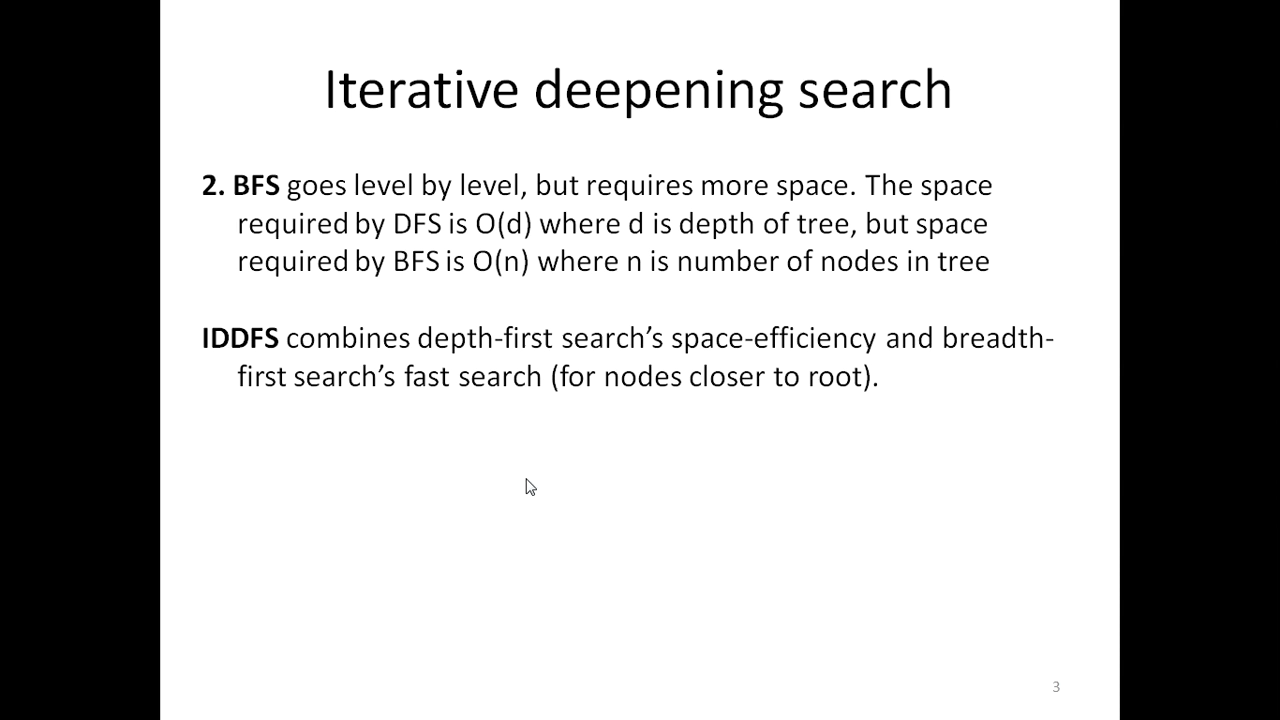 Iterative deepening search
2. BFS goes level by level, but requires more space. The space
required by DFS is O(d) where d is depth of tree, but space
required by BFS is O(n) where n is number of nodes in tree
IDDFS combines depth-first search’s space-efficiency and breadth-
first search’s fast search (for nodes closer to root).
3